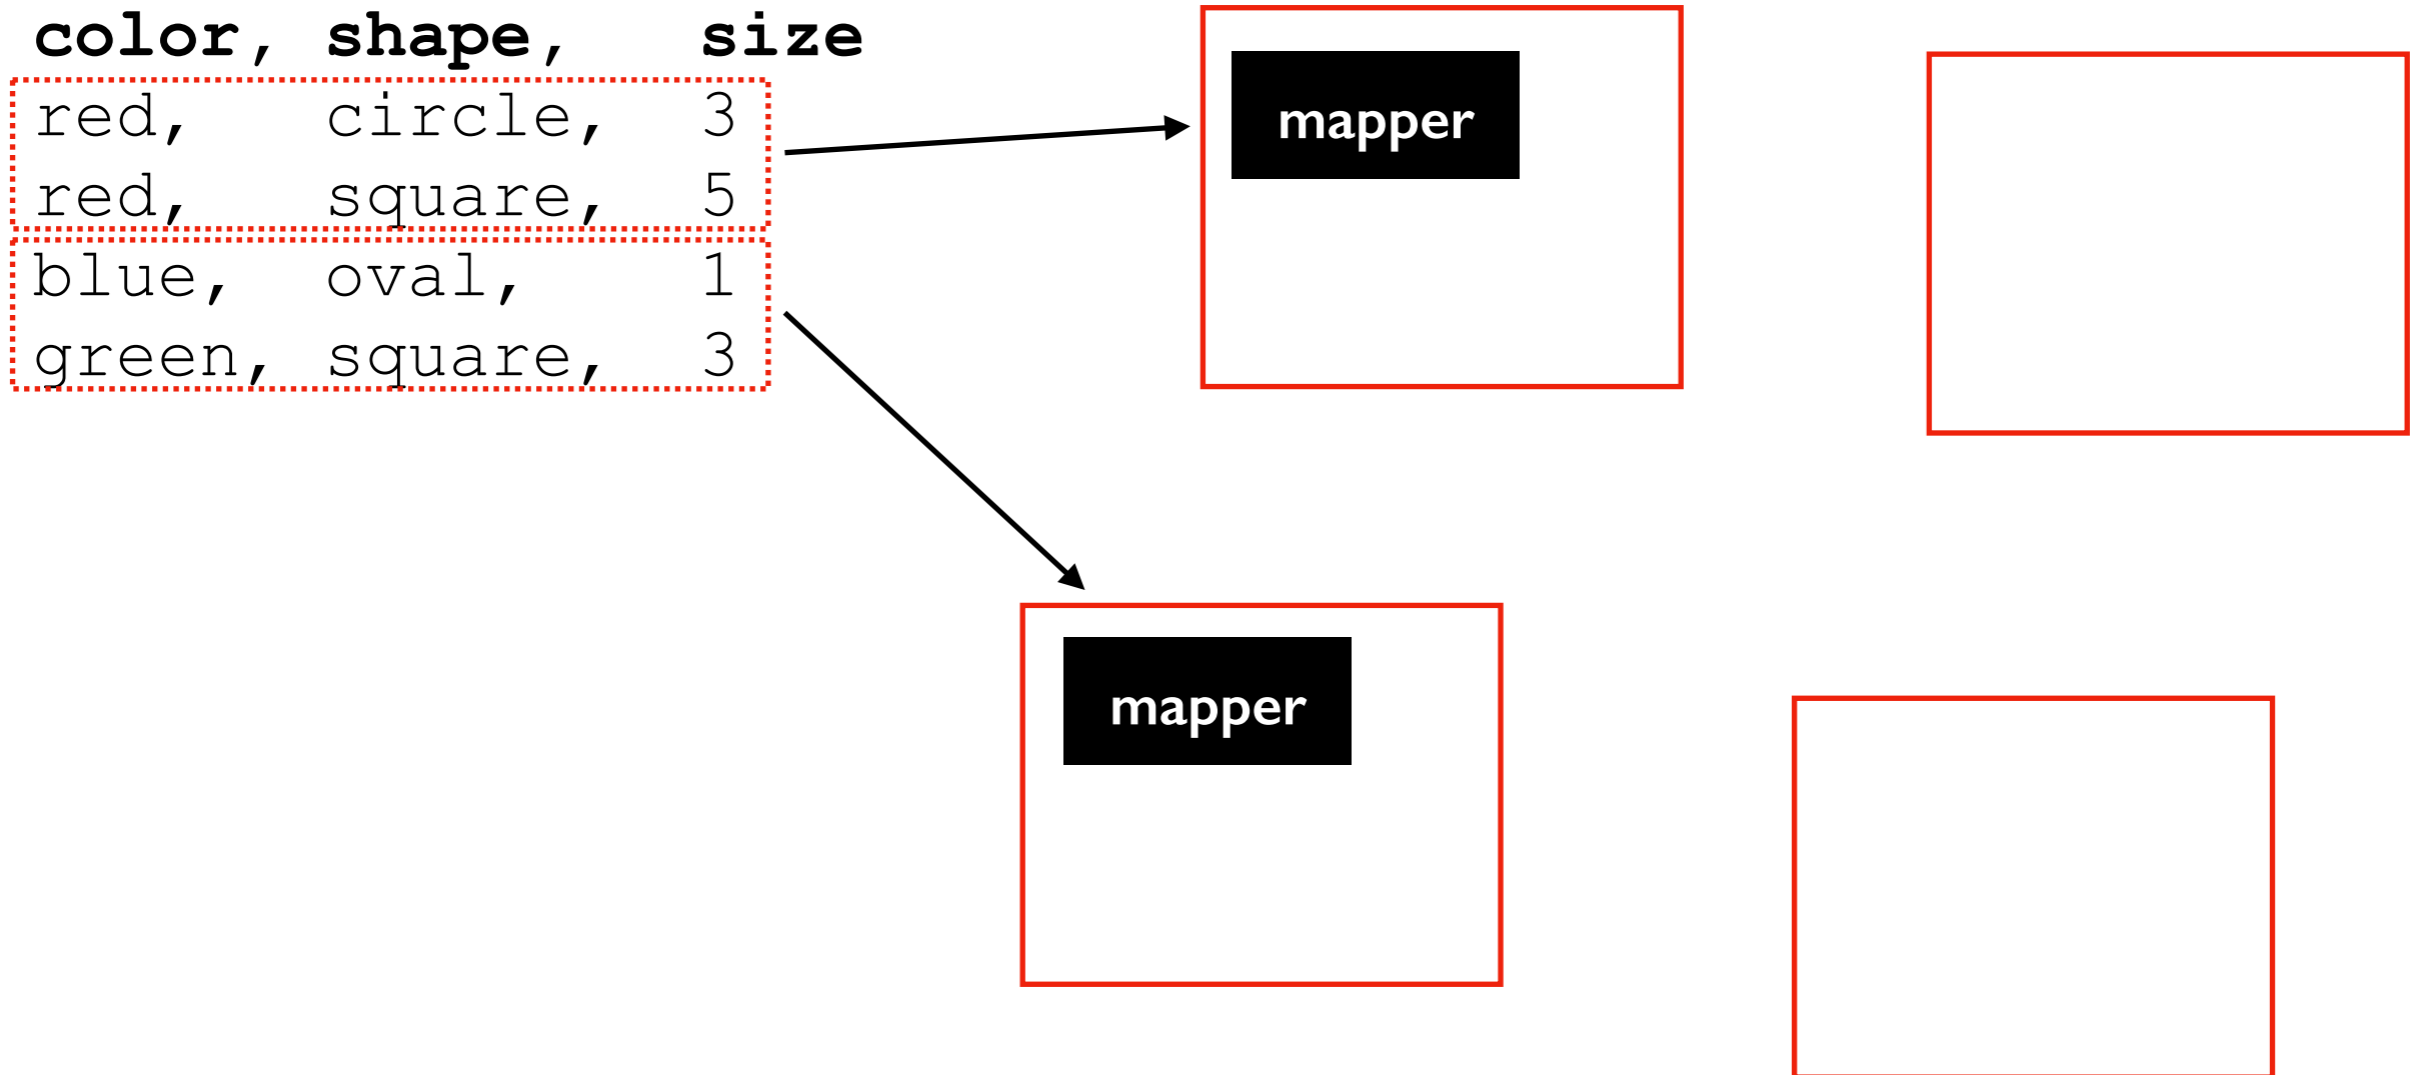 color, shape, size
red, circle, 3
red, square, 5
blue, oval, 1
green, square, 3
mapper
mapper